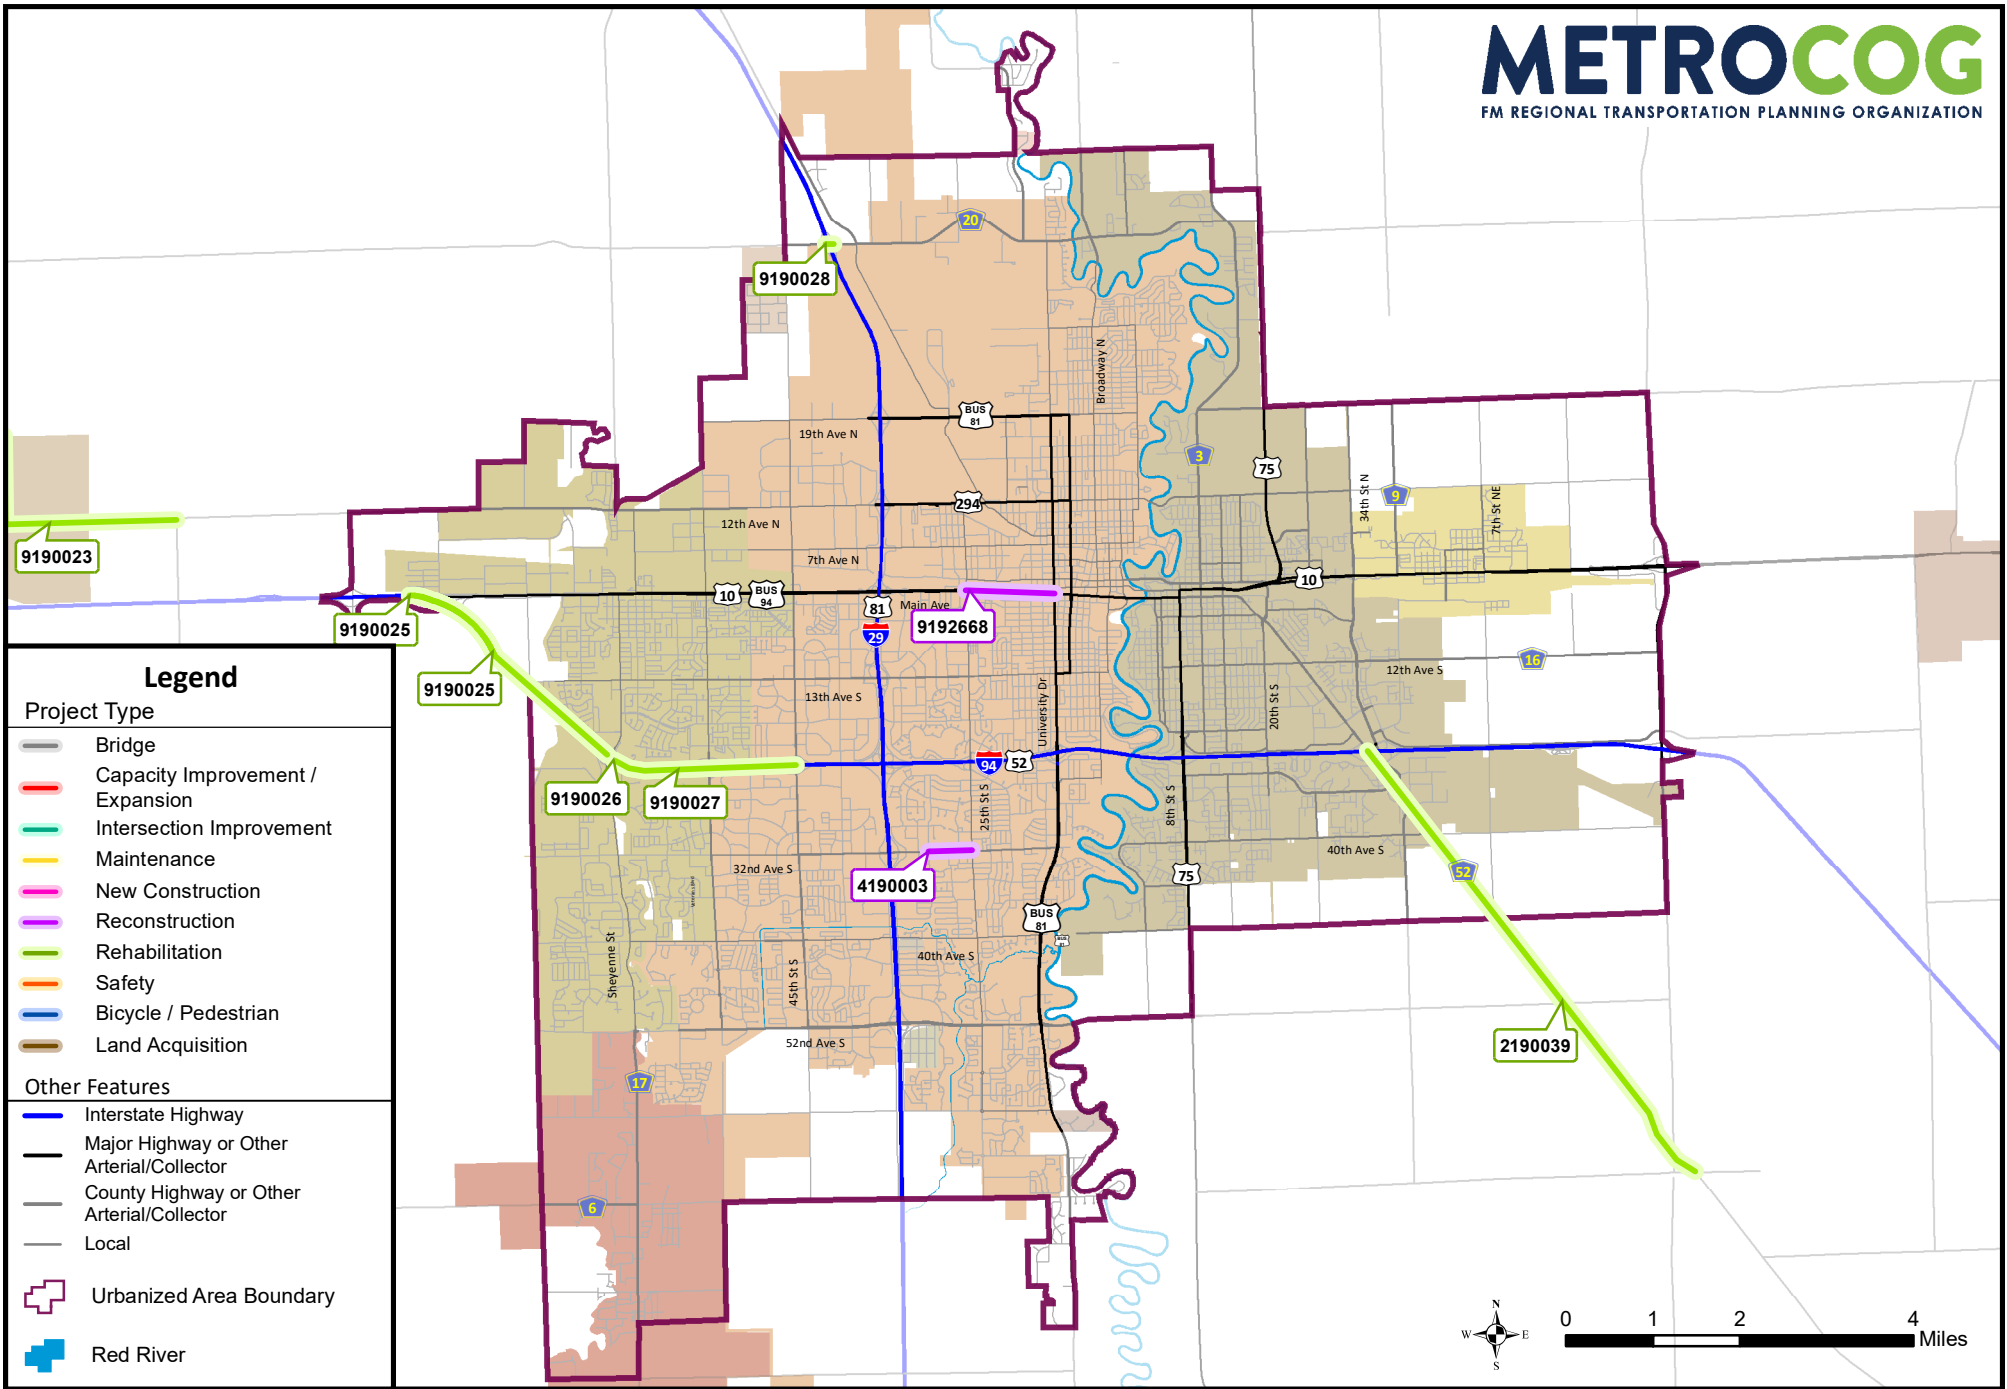 METROCOG
FM REGIONAL TRANSPORTATION PLANNING ORGANIZATION
20
9190028
Broadway N
BUS
81
19th Ave N
3
75
34th St N
9
7th St NE
294
12th Ave N
9190023
7th Ave N
10
10
BUS
94
81
Main Ave
29
9192668
9190025
16
12th Ave S
9190025
13th Ave S
University Dr
20th St S
94
52
9190026
9190027
25th St S
8th St S
32nd Ave S
4190003
40th Ave S
52
75
BUS
81
Sheyenne St
45th St S
40th Ave S
52nd Ave S
2190039
17
6
Legend
Project Type
Bridge
Capacity Improvement /
Expansion
Intersection Improvement
Maintenance
New Construction
Reconstruction
Rehabilitation
Safety
Bicycle / Pedestrian
Land Acquisition
Other Features
Interstate Highway
Major Highway or Other
Arterial/Collector
County Highway or Other
Arterial/Collector
Local
Urbanized Area Boundary
Red River
N
W
E
S
0 1 2 4
Miles